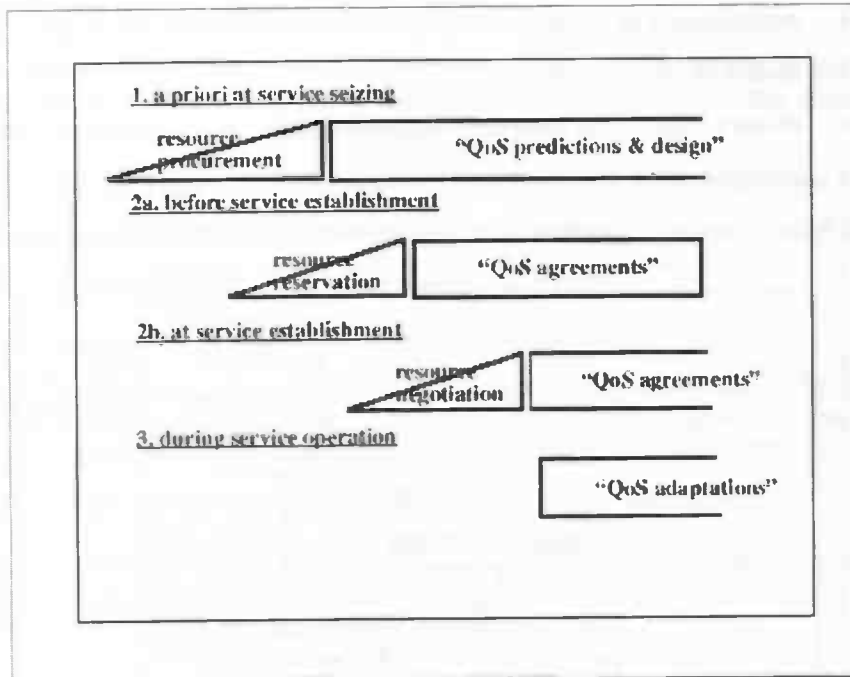 1. a priori at service seizing
resource
procurement
“QoS predictions & design”
2a. before service establishment
resource
reservation
“QoS agreements”
2b. at service establishment
resource
negotiation
“QoS agreements”
3. during service operation
“QoS adaptations”